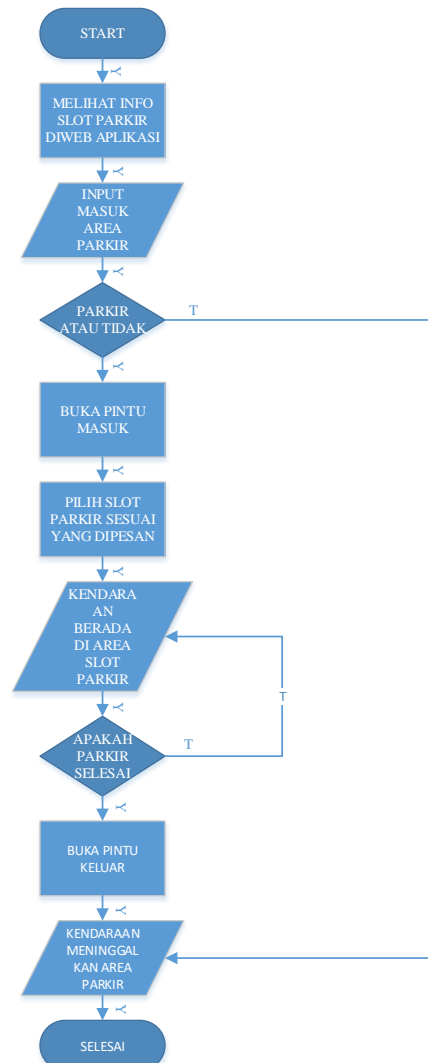 START
Y
MELIHAT INFO
SLOT PARKIR
DIWEB APLIKASI
Y
INPUT
MASUK
AREA
PARKIR
Y
PARKIR
ATAU TIDAK
T
Y
BUKA PINTU
MASUK
Y
PILIH SLOT
PARKIR SESUAI
YANG DIPESAN
Y
KENDARA
AN
BERADA
DI AREA
SLOT
PARKIR
T
Y
APAKAH
PARKIR
SELESAI
T
Y
BUKA PINTU
KELUAR
Y
KENDARAAN
MENINGGAL
KAN AREA
PARKIR
Y
SELESAI